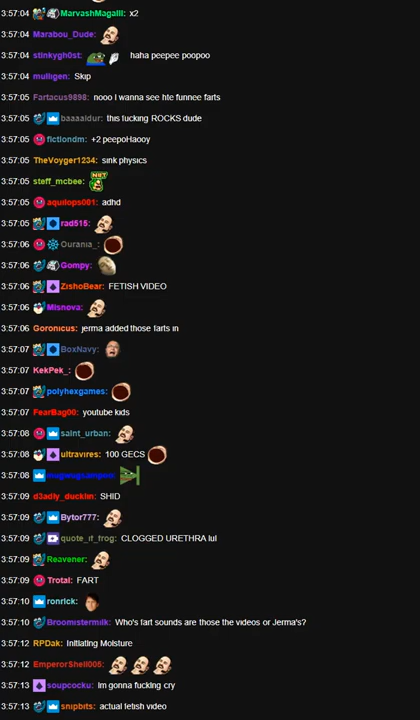 3:57:04 MarvashMagalli: x2
3:57:04 Marabou_Dude:
3:57:04 stinkygh0st: haha peepee poopoo
3:57:04 mulligen: Skip
3:57:05 Fartacus9898: nooo I wanna see hte funnee farts
3:57:05 baaaaldur: this fucking ROCKS dude
3:57:05 fictiondm: +2 peepoHaooy
3:57:05 TheVoyger1234: sink physics
3:57:05 steff_mcbee: NET
3:57:05 aquilops001: adhd
3:57:05 rad515:
3:57:06 Ourania_:
3:57:06 Gompy:
3:57:06 ZishoBear: FETISH VIDEO
3:57:06 Misnova:
3:57:06 Goronicus: jerma added those farts in
3:57:07 BoxNavy:
3:57:07 KekPek_:
3:57:07 polyhexgames:
3:57:07 FearBag00: youtube kids
3:57:08 saint_urban:
3:57:08 ultravires: 100 GECS
3:57:08
3:57:09 d3adly_ducklin: SHID
3:57:09 Bytor777:
3:57:09 quote_if_frog: CLOGGED URETHRA lul
3:57:09 Reavener:
3:57:09 Trotal: FART
3:57:10 ronrick:
3:57:10 Broomistermilk: Who's fart sounds are those the videos or Jerma's?
3:57:12 RPDak: Initiating Moisture
3:57:12 EmperorShell005:
3:57:13 soupcocku: Im gonna fucking cry
3:57:13 snipbits: actual fetish video